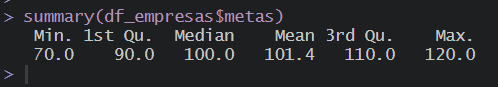 > summary(df_empresas$metas)
Min. 1st Qu. Median Mean 3rd Qu. Max.
70.0 90.0 100.0 101.4 110.0 120.0
>